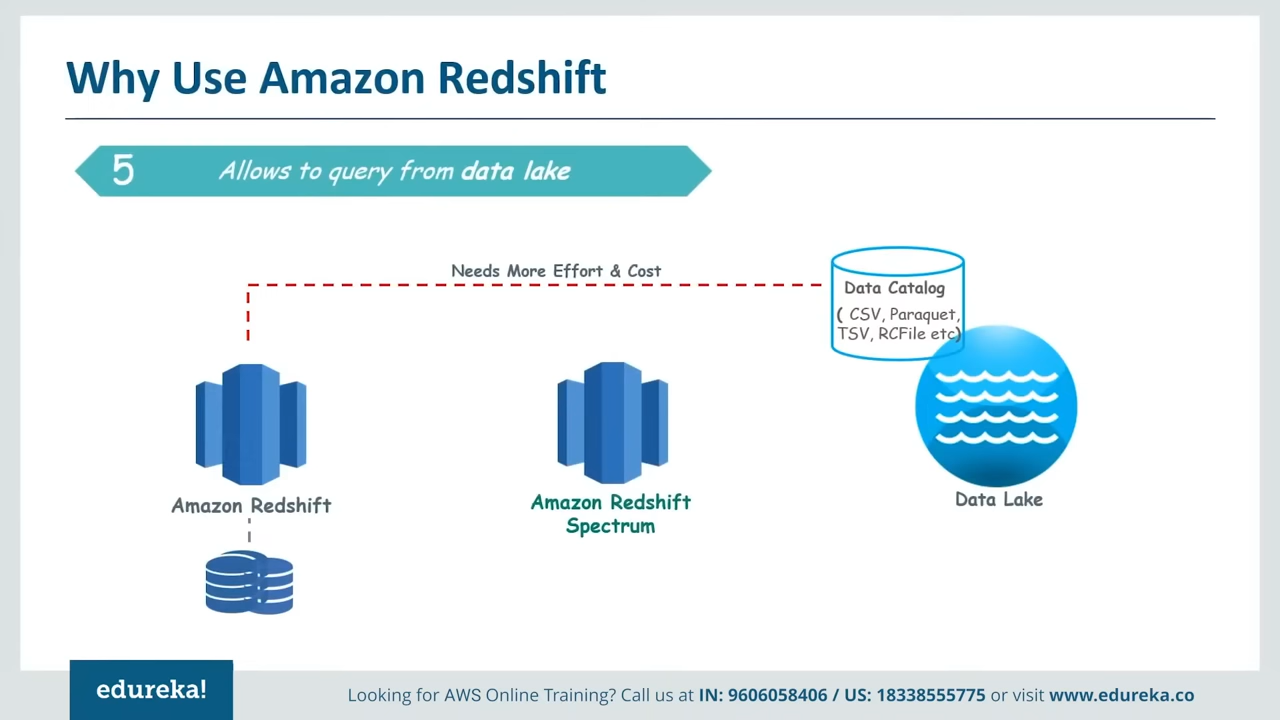 Why Use Amazon Redshift
5 Allows to query from data lake
Needs More Effort & Cost
Data Catalog
( CSV, Paraquet,
TSV, RCFile etc)
Amazon Redshift
Amazon Redshift
Spectrum
Data Lake
edureka!
Looking for AWS Online Training? Call us at IN: 9606058406 / US: 18338555775 or visit www.edureka.co